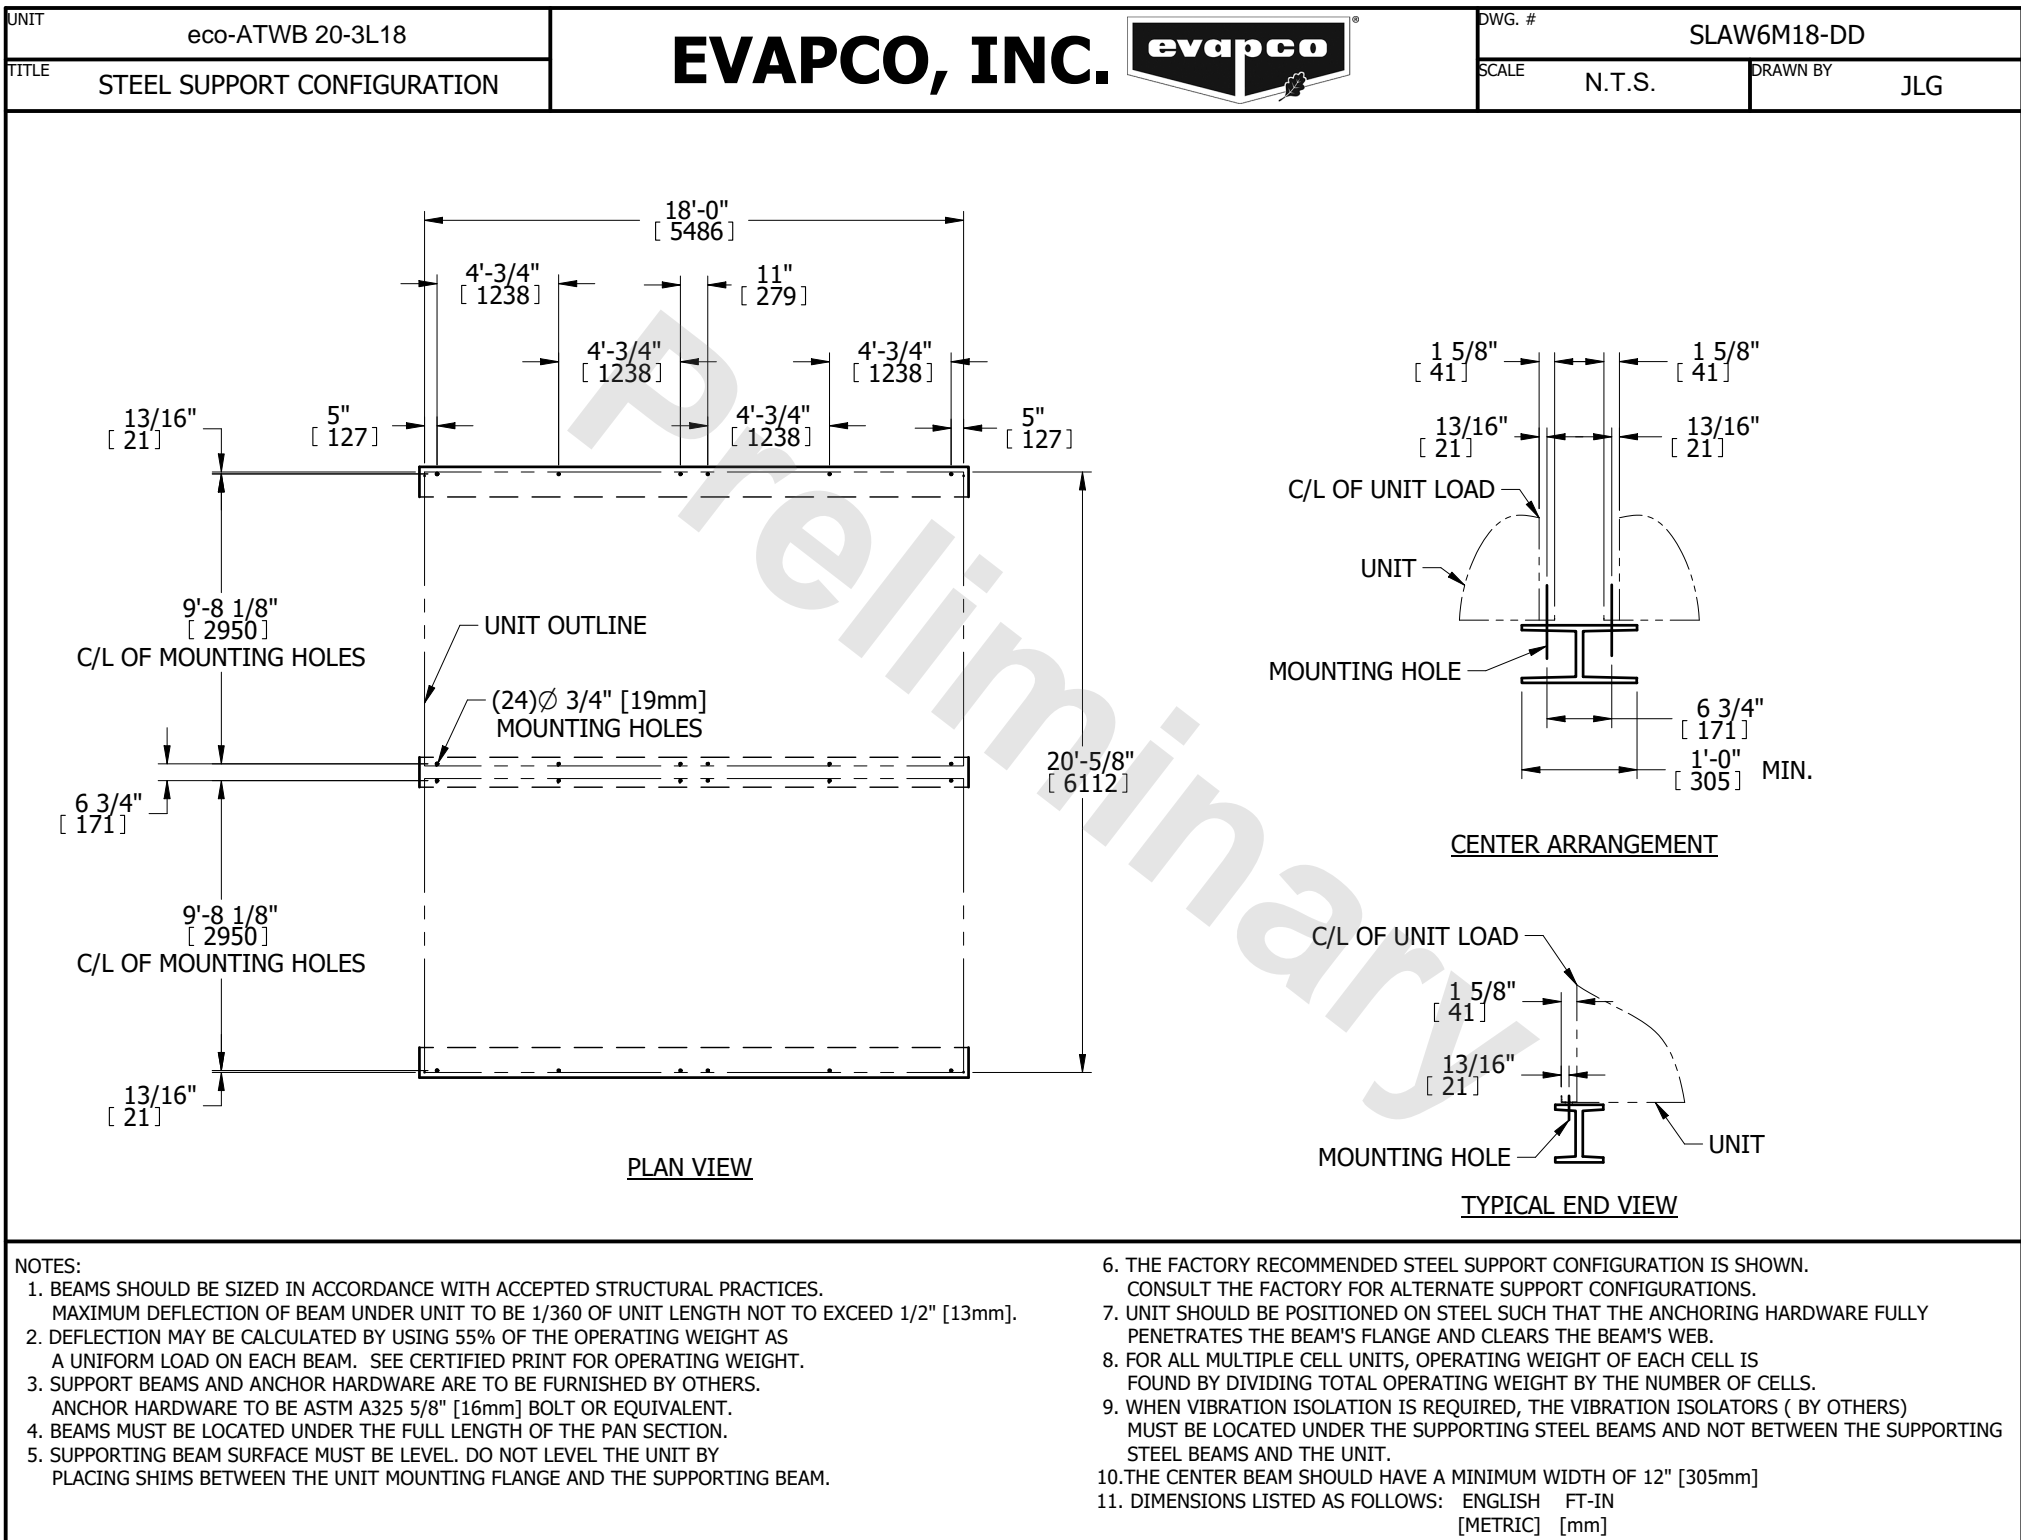 UNIT
eco-ATWB 20-3L18
TITLE
STEEL SUPPORT CONFIGURATION
EVAPCO, INC.
evapco
®
DWG. #
SLAW6M18-DD
SCALE
N.T.S.
DRAWN BY
JLG
18'-0"
[ 5486 ]
4'-3/4"
[ 1238 ]
11"
[ 279 ]
4'-3/4"
[ 1238 ]
4'-3/4"
[ 1238 ]
13/16"
[ 21 ]
5"
[ 127 ]
4'-3/4"
[ 1238 ]
5"
[ 127 ]
9'-8 1/8"
[ 2950 ]
C/L OF MOUNTING HOLES
UNIT OUTLINE
(24)∅ 3/4" [19mm]
MOUNTING HOLES
6 3/4"
[ 171 ]
20'-5/8"
[ 6112 ]
9'-8 1/8"
[ 2950 ]
C/L OF MOUNTING HOLES
13/16"
[ 21 ]
PLAN VIEW
Preliminary
1 5/8"
[ 41 ]
1 5/8"
[ 41 ]
13/16"
[ 21 ]
13/16"
[ 21 ]
C/L OF UNIT LOAD
UNIT
MOUNTING HOLE
6 3/4"
[ 171 ]
1'-0"
[ 305 ] MIN.
CENTER ARRANGEMENT
C/L OF UNIT LOAD
1 5/8"
[ 41 ]
13/16"
[ 21 ]
MOUNTING HOLE
UNIT
TYPICAL END VIEW
NOTES:
1. BEAMS SHOULD BE SIZED IN ACCORDANCE WITH ACCEPTED STRUCTURAL PRACTICES.
MAXIMUM DEFLECTION OF BEAM UNDER UNIT TO BE 1/360 OF UNIT LENGTH NOT TO EXCEED 1/2" [13mm].
2. DEFLECTION MAY BE CALCULATED BY USING 55% OF THE OPERATING WEIGHT AS
A UNIFORM LOAD ON EACH BEAM. SEE CERTIFIED PRINT FOR OPERATING WEIGHT.
3. SUPPORT BEAMS AND ANCHOR HARDWARE ARE TO BE FURNISHED BY OTHERS.
ANCHOR HARDWARE TO BE ASTM A325 5/8" [16mm] BOLT OR EQUIVALENT.
4. BEAMS MUST BE LOCATED UNDER THE FULL LENGTH OF THE PAN SECTION.
5. SUPPORTING BEAM SURFACE MUST BE LEVEL. DO NOT LEVEL THE UNIT BY
PLACING SHIMS BETWEEN THE UNIT MOUNTING FLANGE AND THE SUPPORTING BEAM.
6. THE FACTORY RECOMMENDED STEEL SUPPORT CONFIGURATION IS SHOWN.
CONSULT THE FACTORY FOR ALTERNATE SUPPORT CONFIGURATIONS.
7. UNIT SHOULD BE POSITIONED ON STEEL SUCH THAT THE ANCHORING HARDWARE FULLY
PENETRATES THE BEAM'S FLANGE AND CLEARS THE BEAM'S WEB.
8. FOR ALL MULTIPLE CELL UNITS, OPERATING WEIGHT OF EACH CELL IS
FOUND BY DIVIDING TOTAL OPERATING WEIGHT BY THE NUMBER OF CELLS.
9. WHEN VIBRATION ISOLATION IS REQUIRED, THE VIBRATION ISOLATORS ( BY OTHERS)
MUST BE LOCATED UNDER THE SUPPORTING STEEL BEAMS AND NOT BETWEEN THE SUPPORTING
STEEL BEAMS AND THE UNIT.
10.THE CENTER BEAM SHOULD HAVE A MINIMUM WIDTH OF 12" [305mm]
11. DIMENSIONS LISTED AS FOLLOWS: ENGLISH FT-IN
[METRIC] [mm]